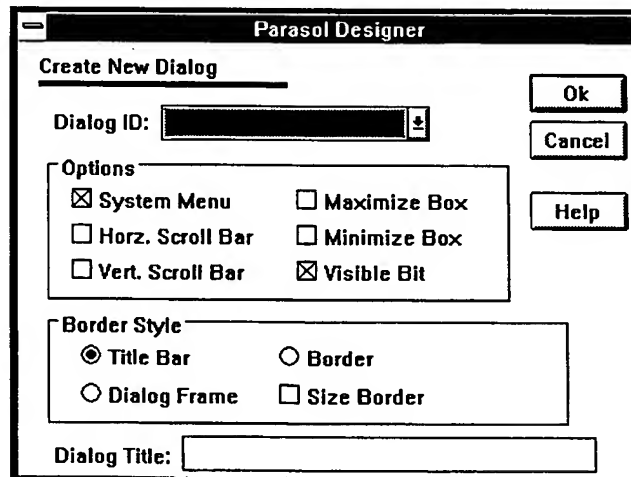 Parasol Designer
Create New Dialog
Dialog ID:
Ok
Cancel
Help
Options
System Menu
Maximize Box
Horz. Scroll Bar
Minimize Box
Vert. Scroll Bar
Visible Bit
Border Style
Title Bar
Border
Dialog Frame
Size Border
Dialog Title: